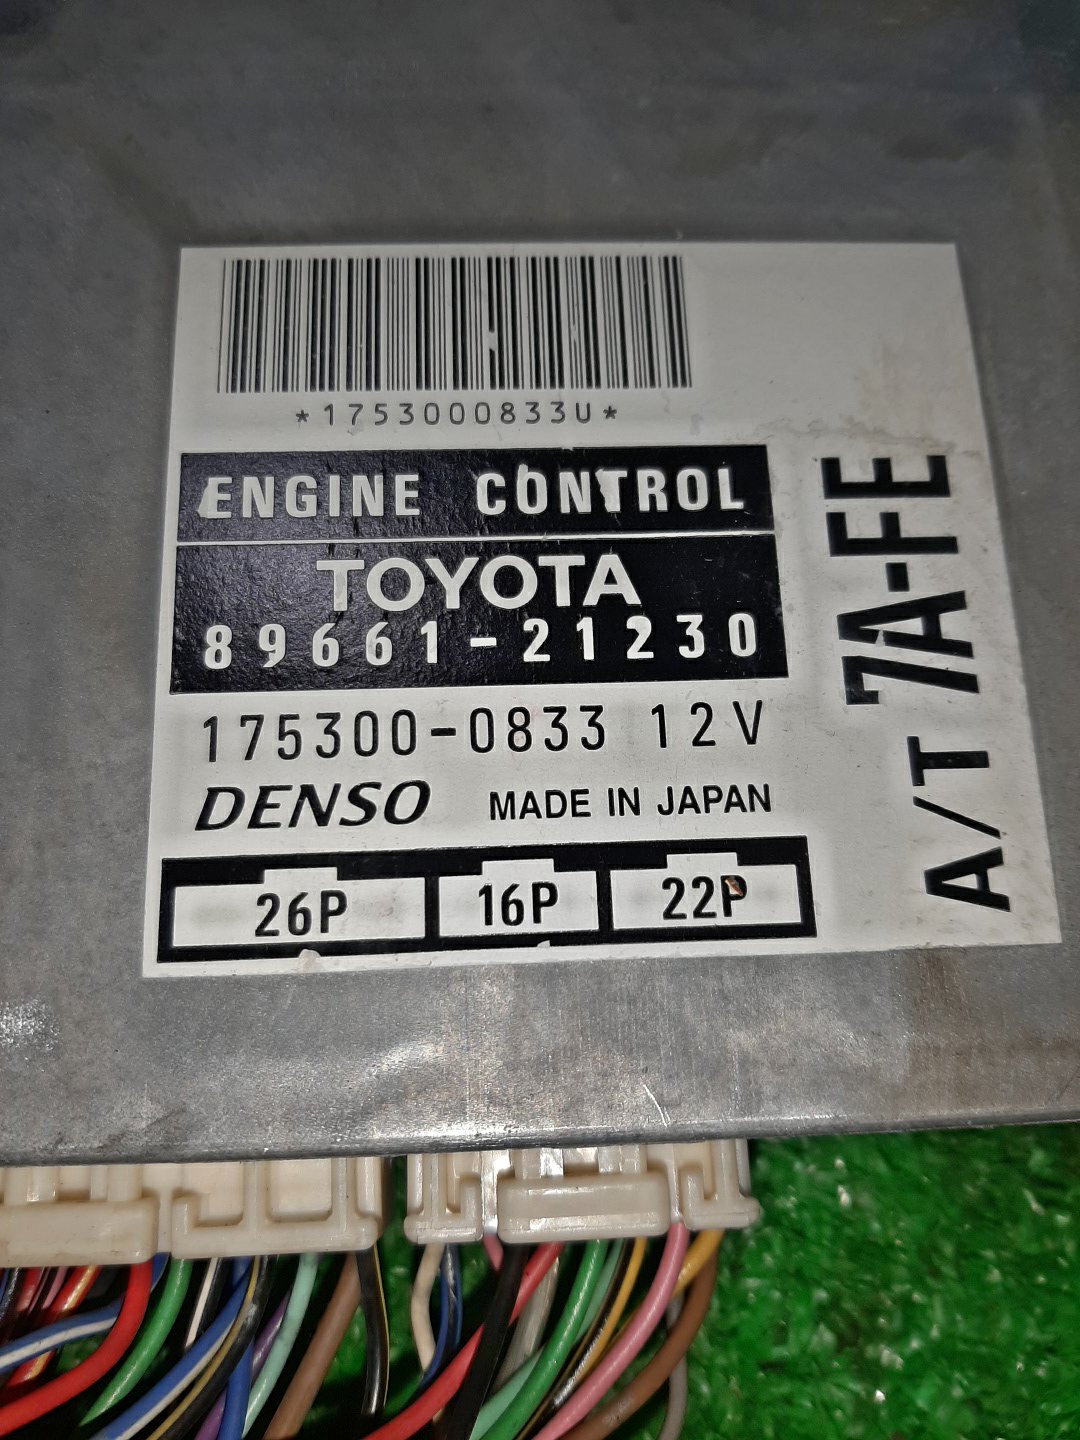 *1753000833U*
ENGINE CONTROL
TOYOTA
89661-21230
175300-0833 12V
DENSO MADE IN JAPAN
26P 16P 22P
A/T 7A-FE